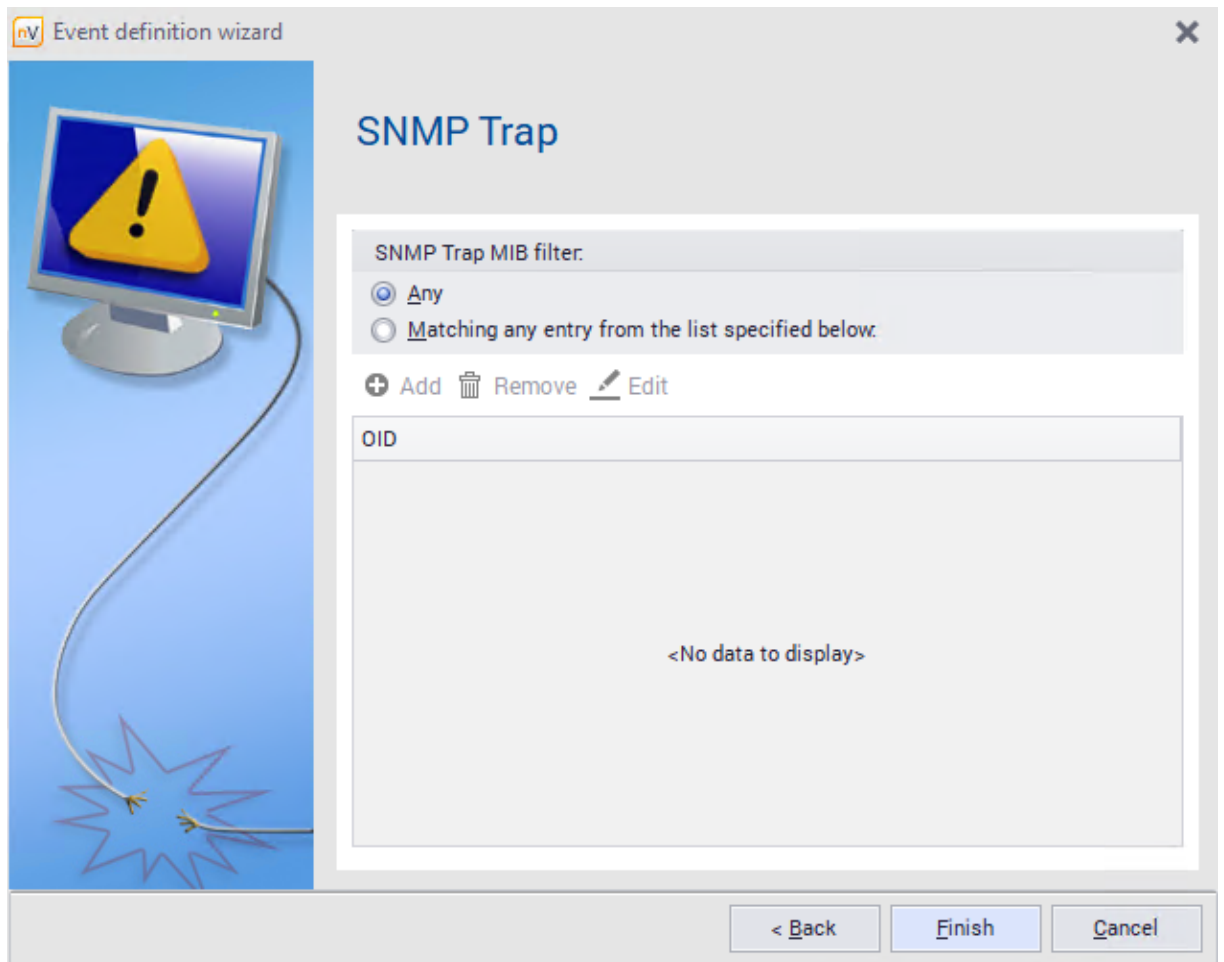 nV Event definition wizard
SNMP Trap
SNMP Trap MIB filter:
Any
Matching any entry from the list specified below:
Add Remove Edit
OID
<No data to display>
< Back Finish Cancel